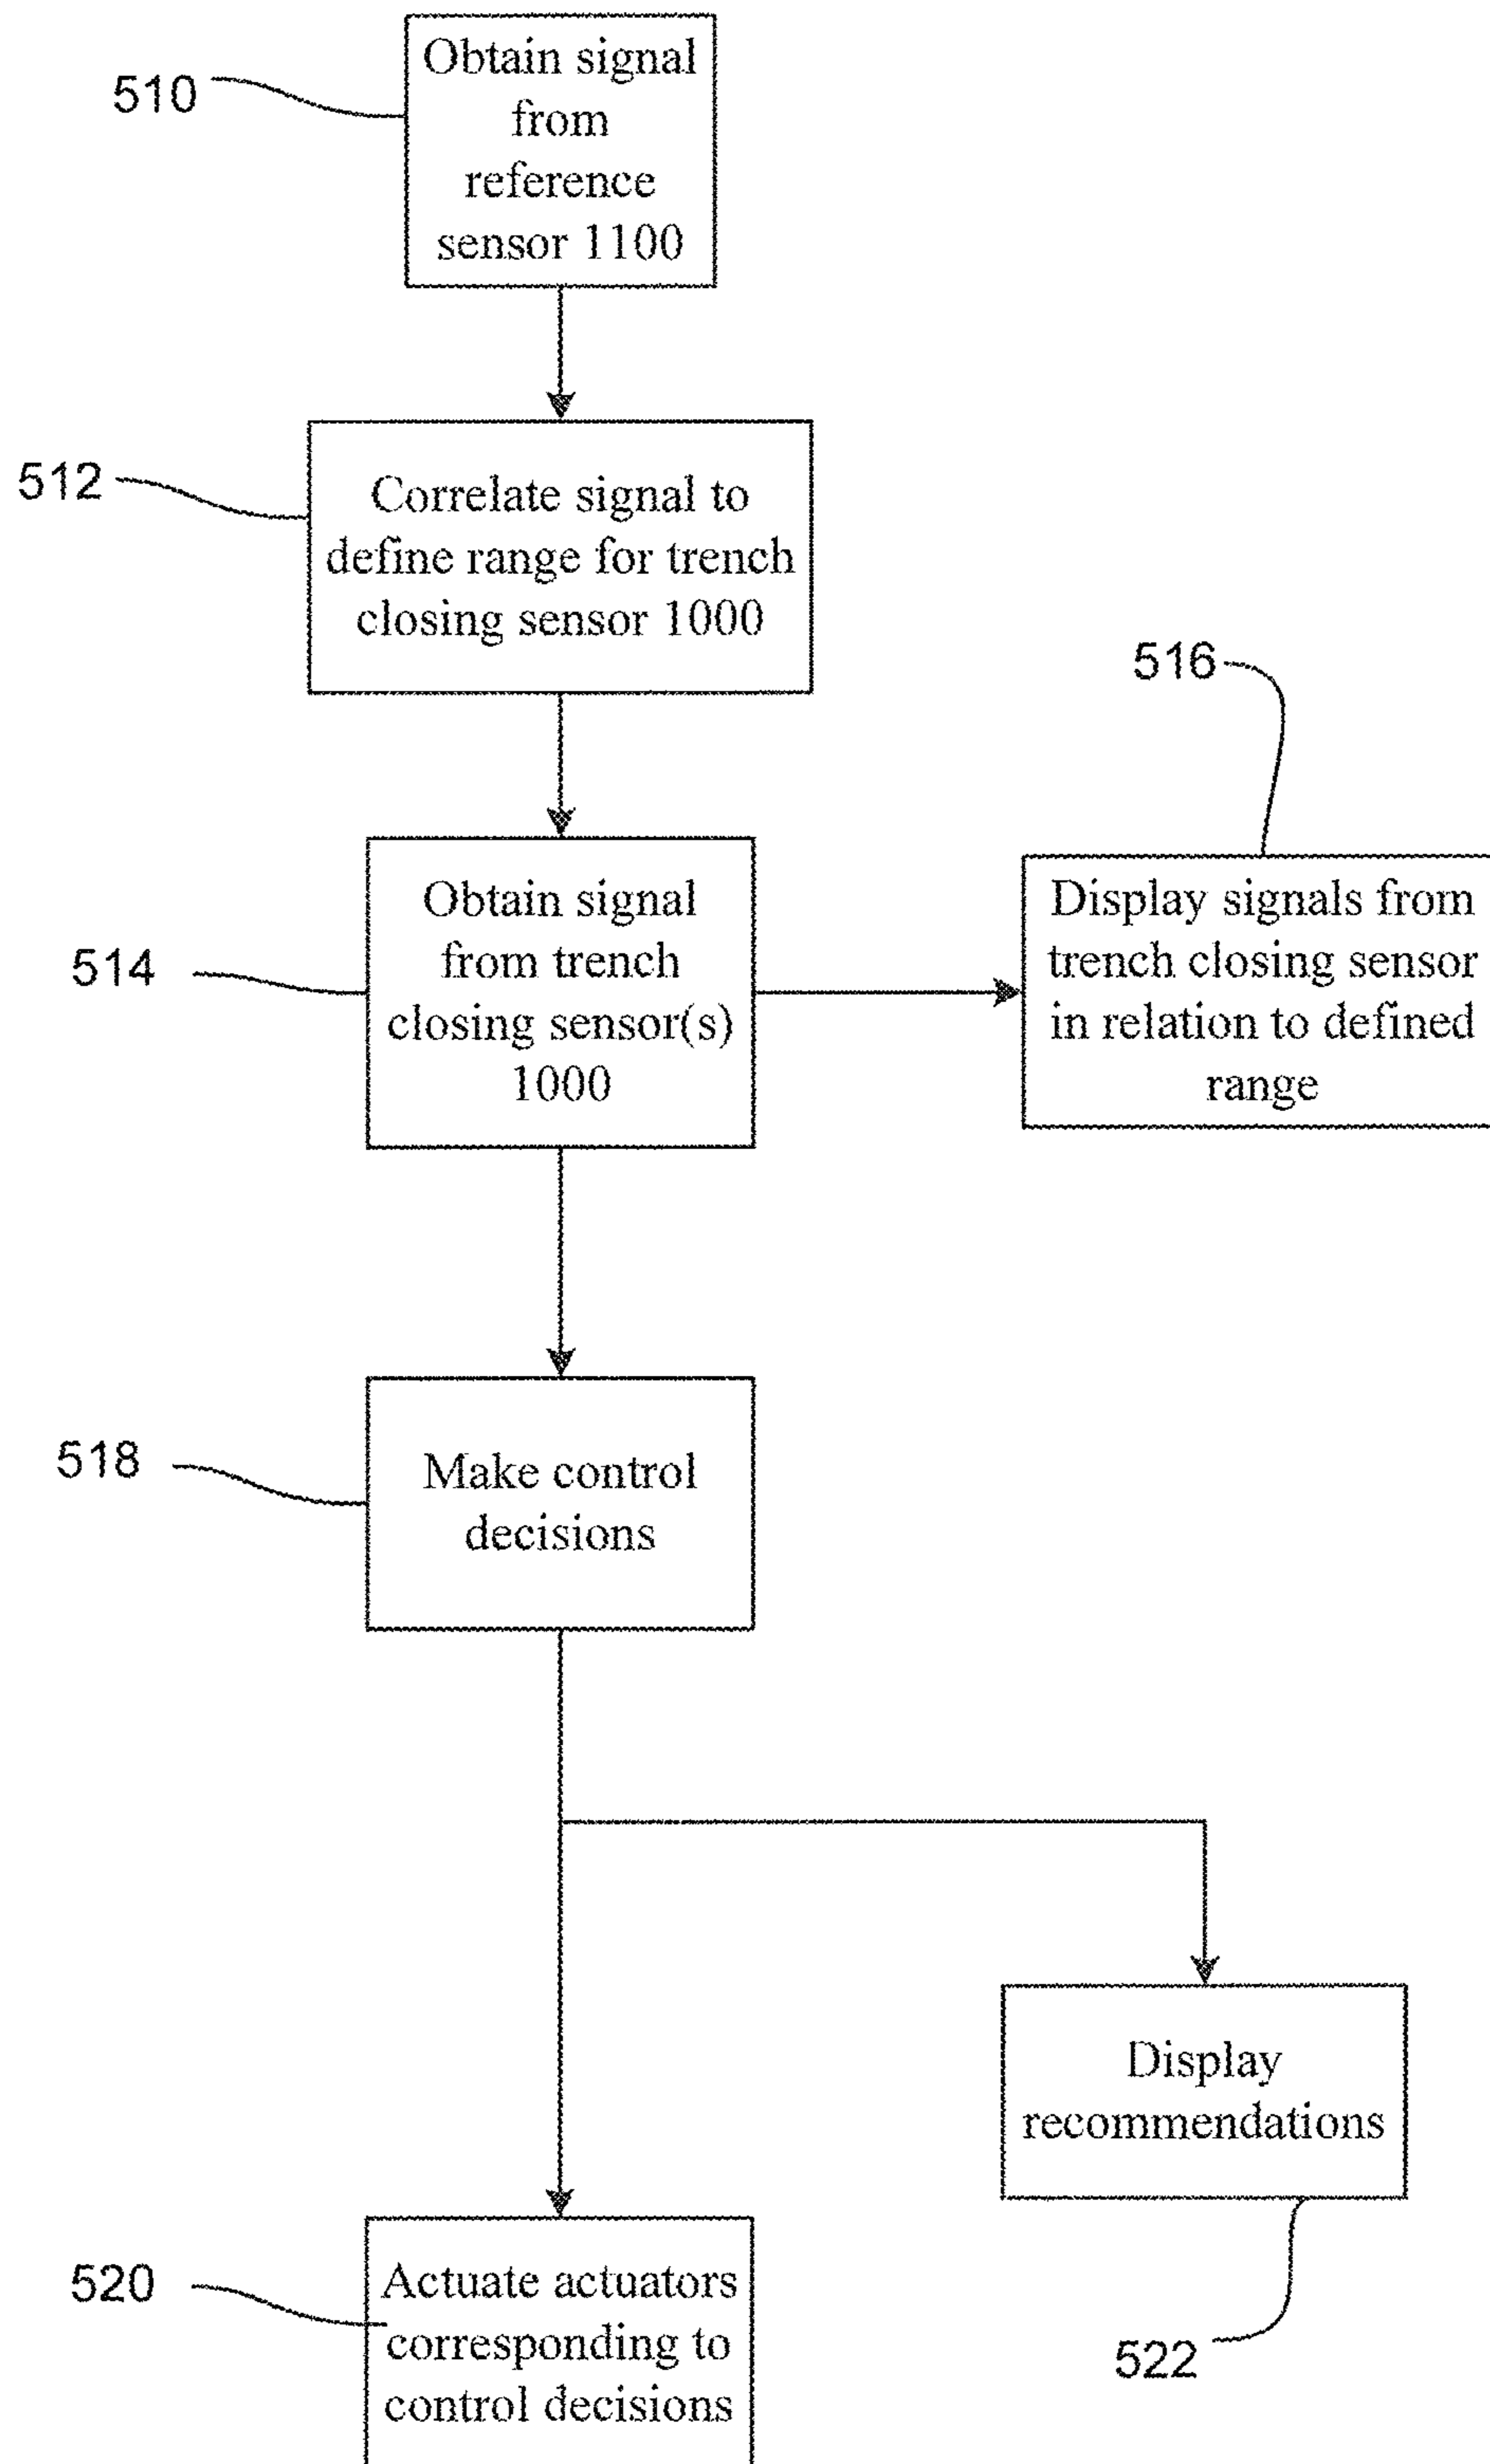 510
Obtain signal
from
reference
sensor 1100
512
Correlate signal to
define range for trench
closing sensor 1000
514
Obtain signal
from trench
closing sensor(s)
1000
516
Display signals from
trench closing sensor
in relation to defined
range
518
Make control
decisions
Display
recommendations
522
520
Actuate actuators
corresponding to
control decisions